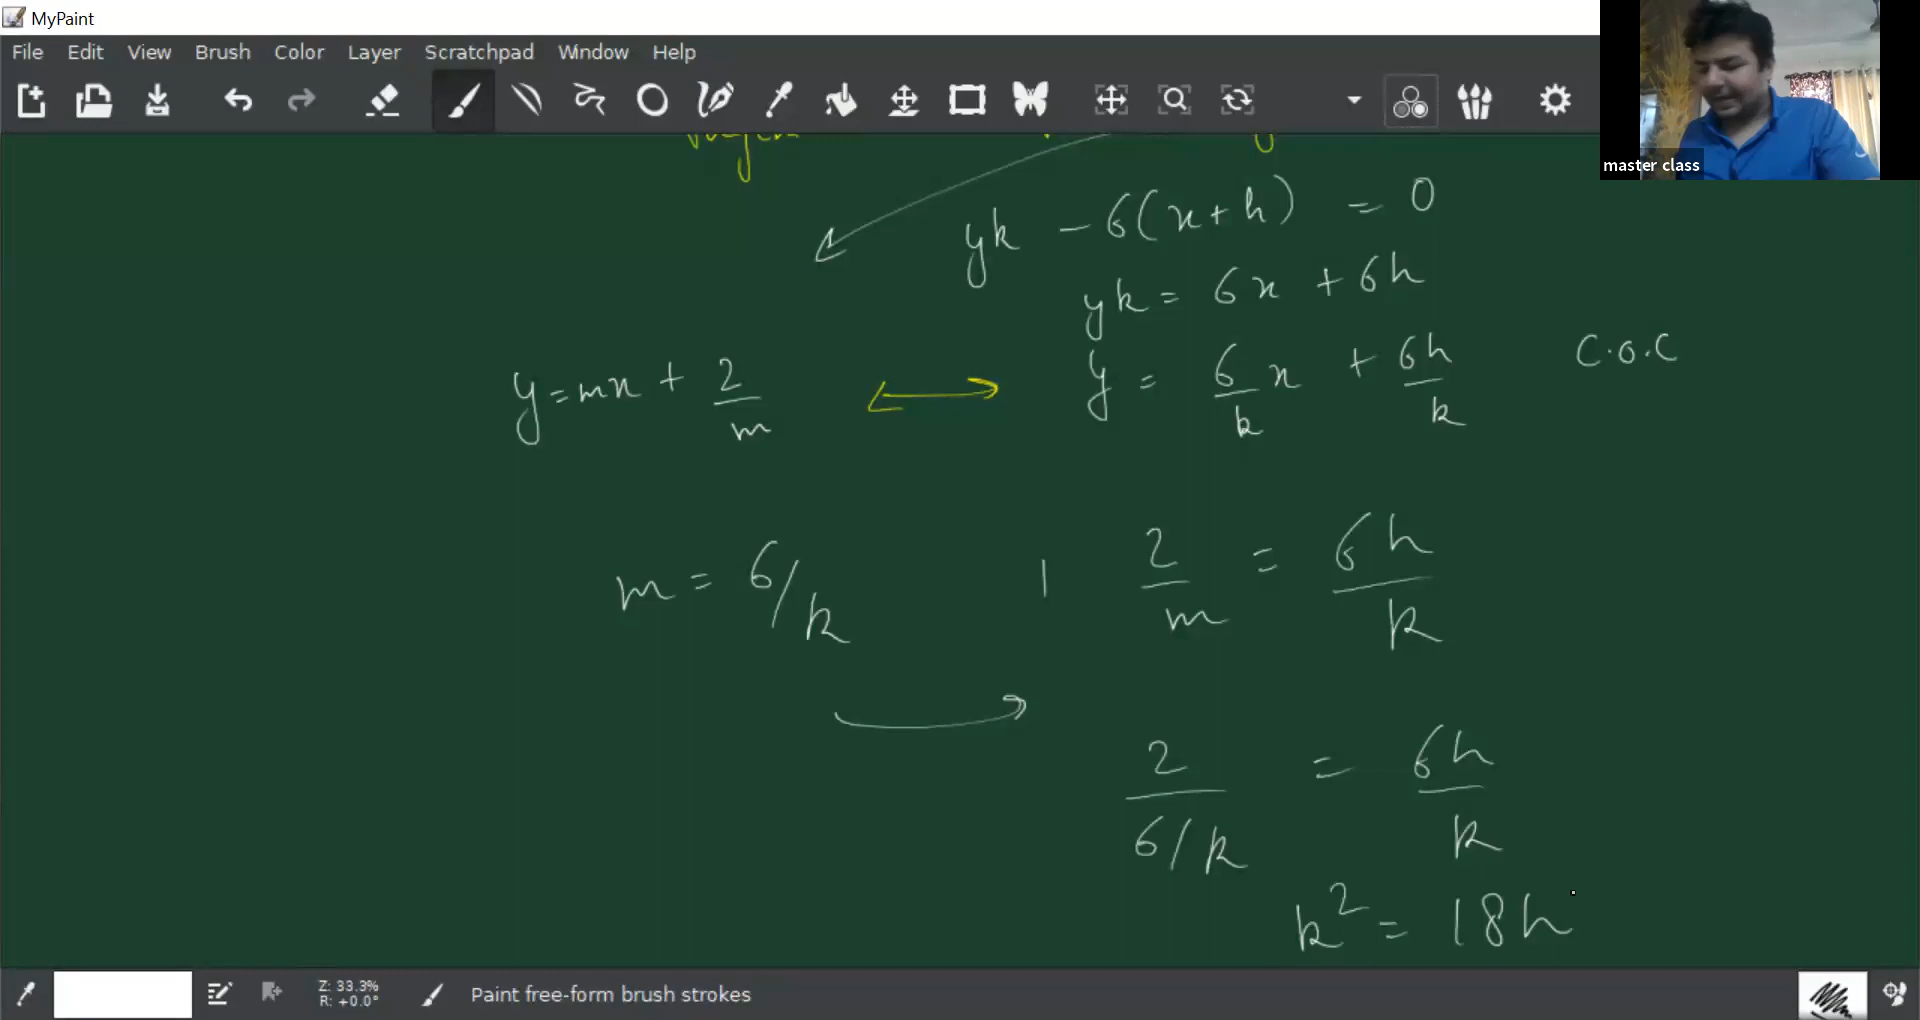 MyPaint
File Edit View Brush Color Layer Scratchpad Window Help
master class
yk - 6(x+h) = 0
yk = 6x + 6h
y = mx + 2/m ⟷ y = 6/k x + 6h/k C.O.C
m = 6/k , 2/m = 6h/k
2/(6/k) = 6h/k
k² = 18h
Z: 33.3%
R: +0.0°
Paint free-form brush strokes